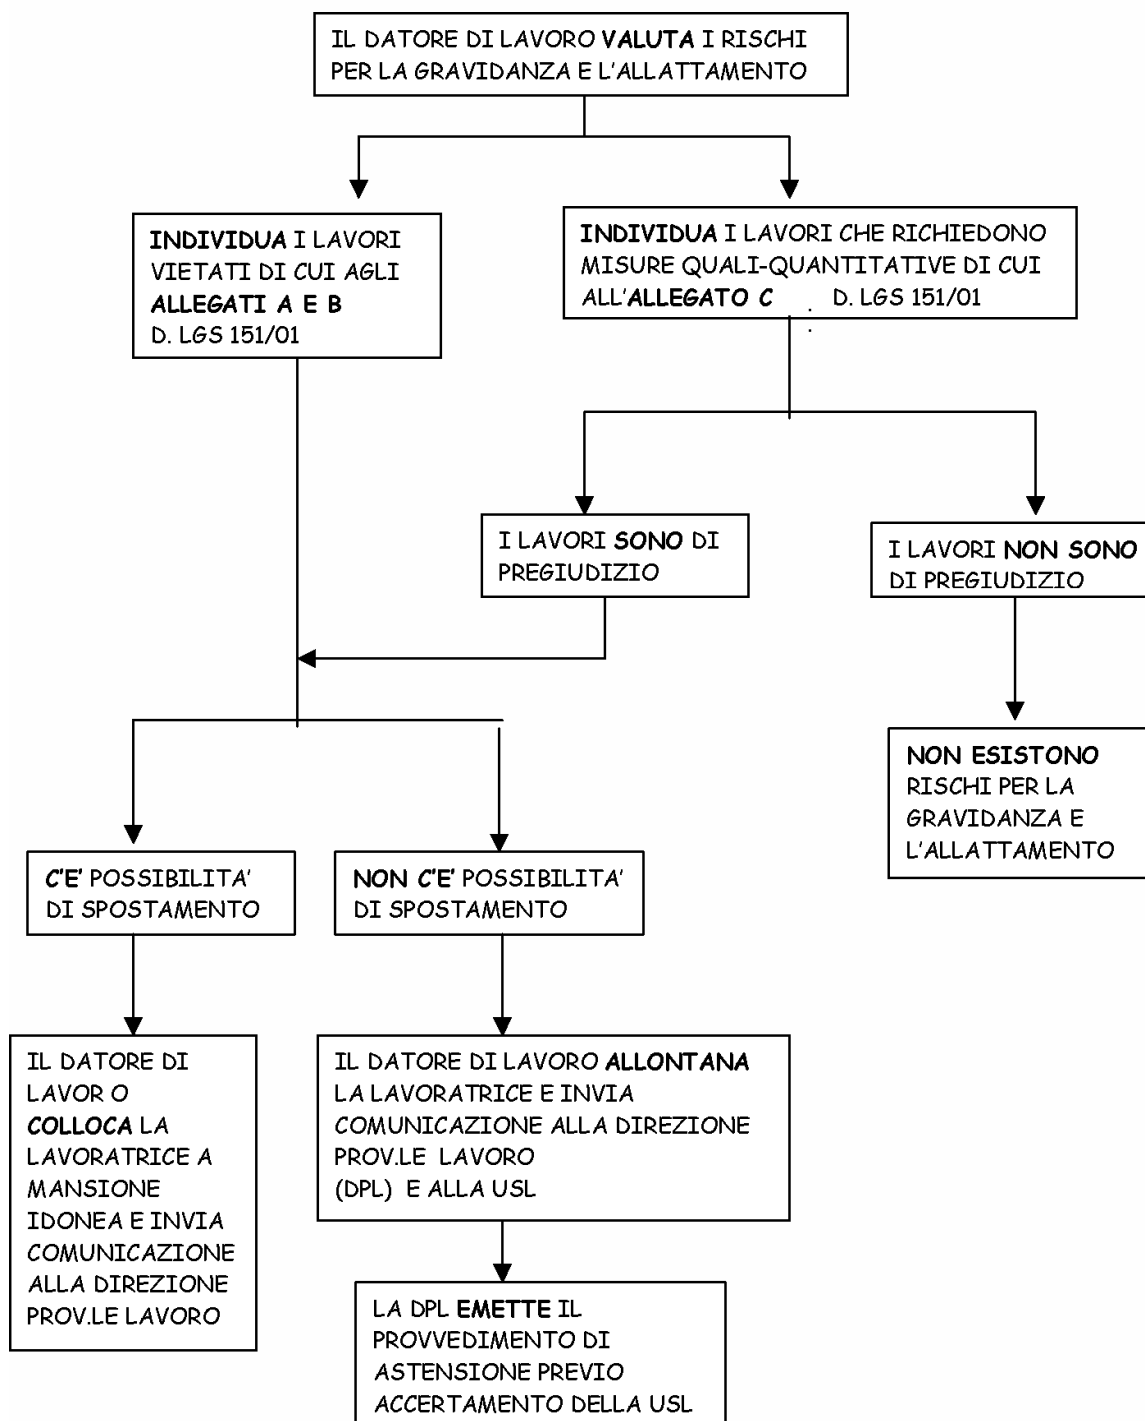 IL DATORE DI LAVORO VALUTA I RISCHI
PER LA GRAVIDANZA E L'ALLATTAMENTO
INDIVIDUA I LAVORI
VIETATI DI CUI AGLI
ALLEGATI A E B
D. LGS 151/01
INDIVIDUA I LAVORI CHE RICHIEDONO
MISURE QUALI-QUANTITATIVE DI CUI
ALL'ALLEGATO C D. LGS 151/01
I LAVORI SONO DI
PREGIUDIZIO
I LAVORI NON SONO
DI PREGIUDIZIO
NON ESISTONO
RISCHI PER LA
GRAVIDANZA E
L'ALLATTAMENTO
C'E' POSSIBILITA'
DI SPOSTAMENTO
NON C'E' POSSIBILITA'
DI SPOSTAMENTO
IL DATORE DI
LAVOR O
COLLOCA LA
LAVORATRICE A
MANSIONE
IDONEA E INVIA
COMUNICAZIONE
ALLA DIREZIONE
PROV.LE LAVORO
IL DATORE DI LAVORO ALLONTANA
LA LAVORATRICE E INVIA
COMUNICAZIONE ALLA DIREZIONE
PROV.LE LAVORO
(DPL) E ALLA USL
LA DPL EMETTE IL
PROVVEDIMENTO DI
ASTENSIONE PREVIO
ACCERTAMENTO DELLA USL